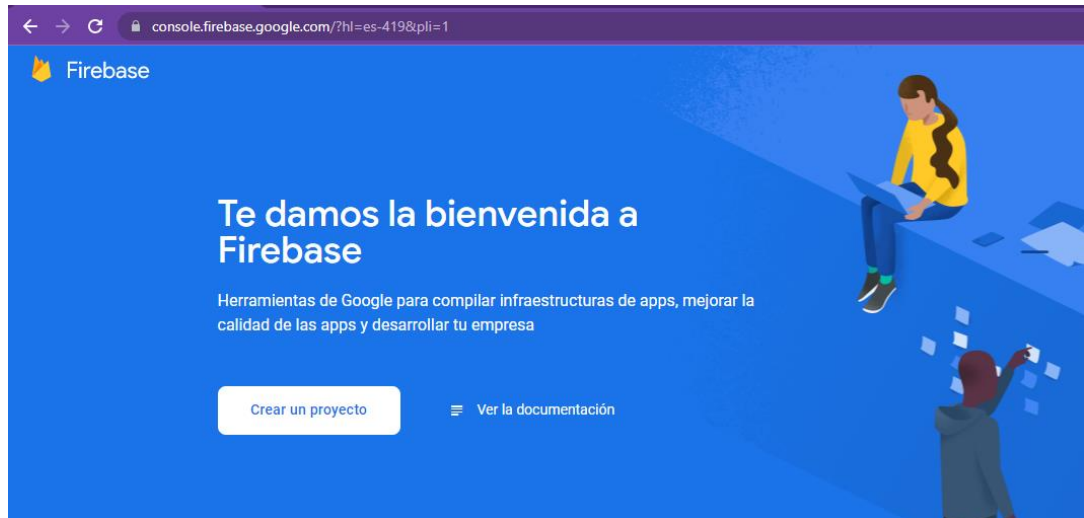 console.firebase.google.com/?hl=es-419&pli=1
Firebase
Te damos la bienvenida a
Firebase
Herramientas de Google para compilar infraestructuras de apps, mejorar la
calidad de las apps y desarrollar tu empresa
Crear un proyecto
Ver la documentación